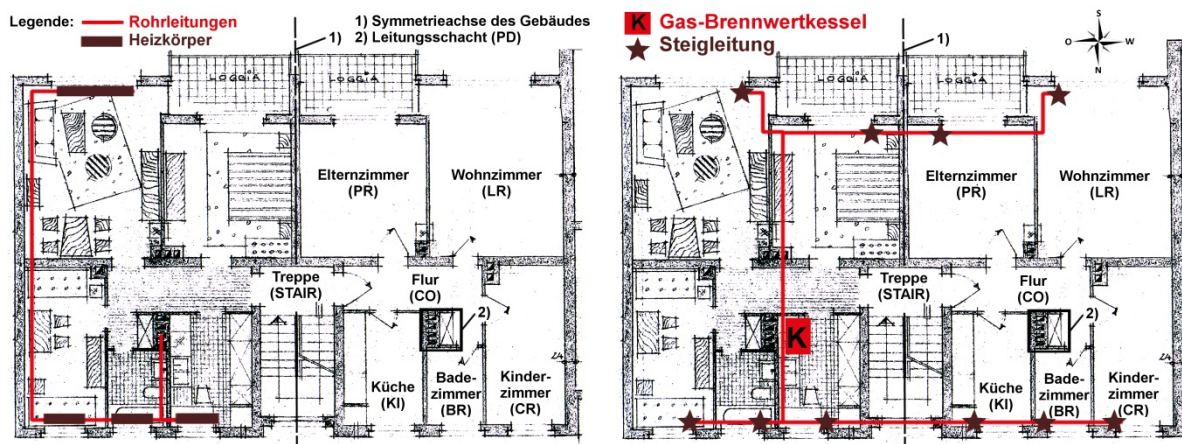 Legende:
Rohrleitungen
Heizkörper
1) Symmetrieachse des Gebäudes
2) Leitungsschacht (PD)
1)
LOGGIA
LOGGIA
Elternzimmer
(PR)
Wohnzimmer
(LR)
Treppe
(STAIR)
Flur
(CO)
2)
Küche
(KI)
Bade-
zimmer
(BR)
Kinder-
zimmer
(CR)
K Gas-Brennwertkessel
Steigleitung
1)
S
O
W
N
LOGGIA
LOGGIA
Elternzimmer
(PR)
Wohnzimmer
(LR)
Treppe
(STAIR)
Flur
(CO)
2)
K
Küche
(KI)
Bade-
zimmer
(BR)
Kinder-
zimmer
(CR)